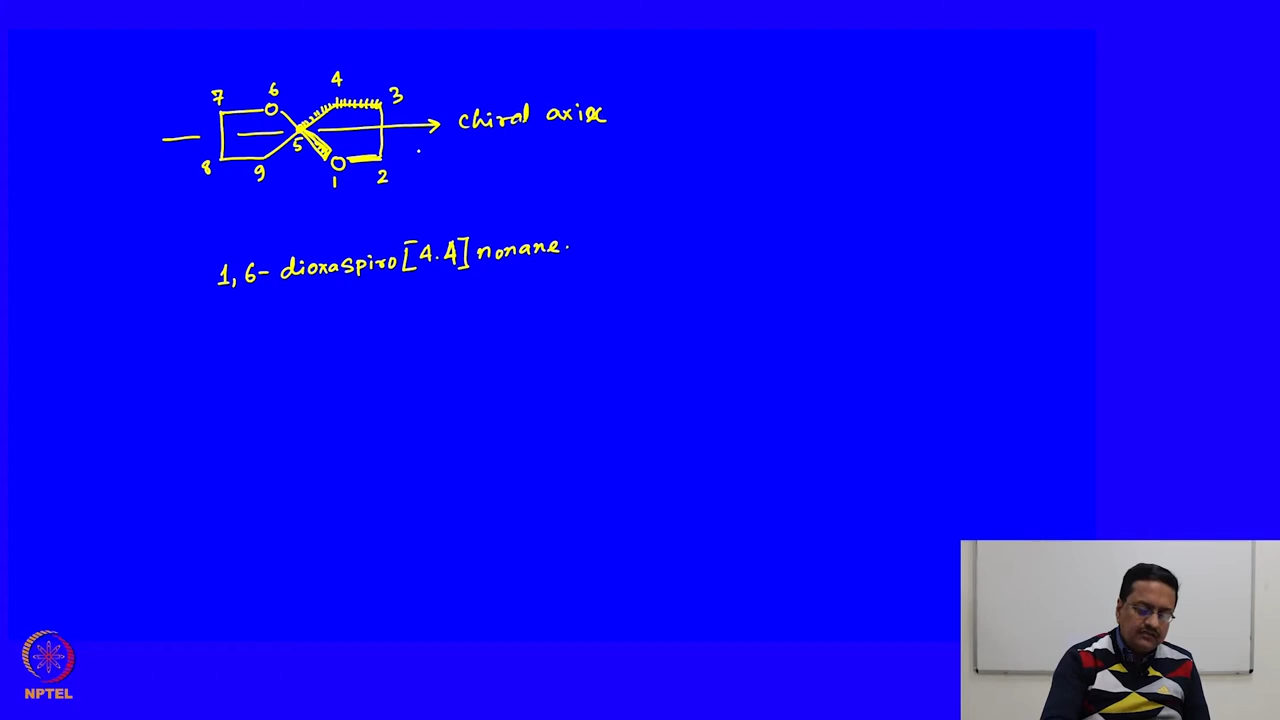 4
7 6 3
O
→ chiral axis
5
8 9 O
1 2
1, 6- dioxaspiro [4.4] nonane.
NPTEL